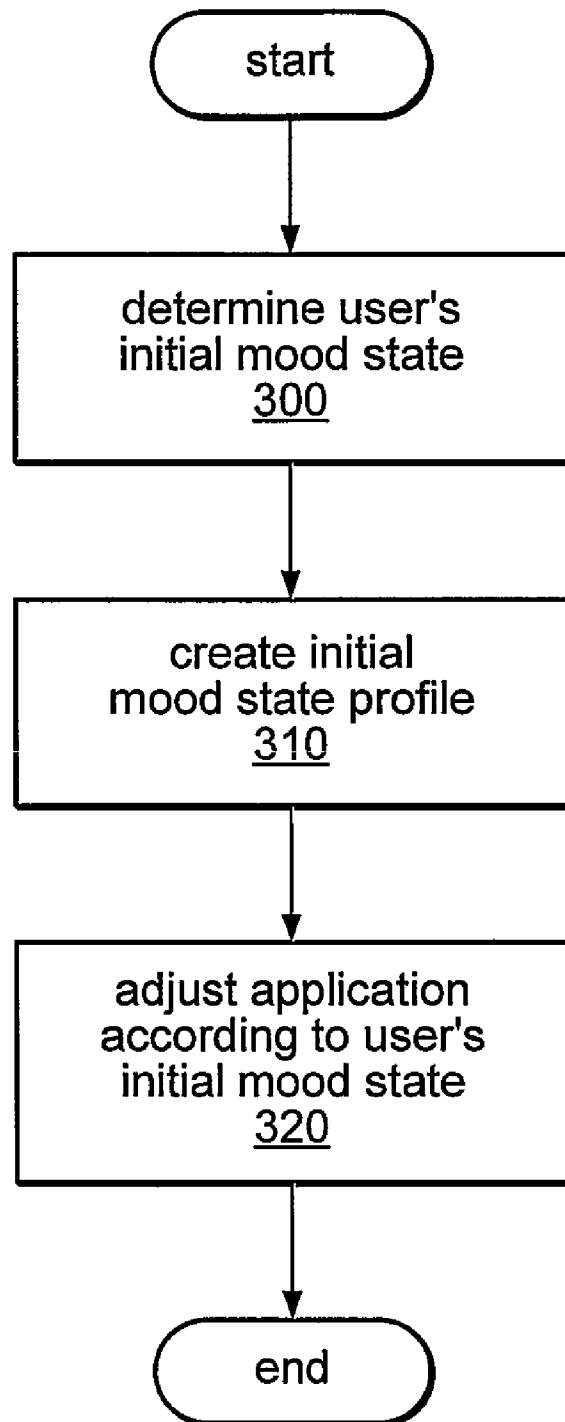 start
determine user's
initial mood state
300
create initial
mood state profile
310
adjust application
according to user's
initial mood state
320
end